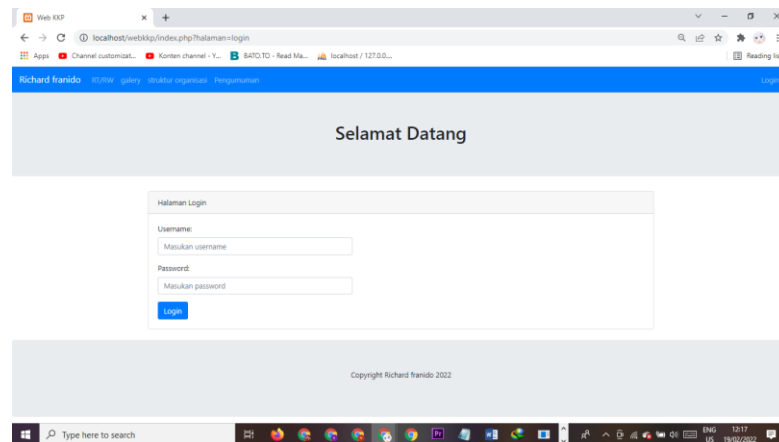 Web KKP
localhost/webkkp/index.php?halaman=login
Apps Channel customizat... Konten channel - Y... BATO.TO - Read Ma... localhost / 127.0.0... Reading lis
Richard franido RT/RW galery struktur organisasi Pengumuman Login
Selamat Datang
Halaman Login
Username:
Masukan username
Password:
Masukan password
Login
Copyright Richard franido 2022
Type here to search
ENG 12:17
US 19/02/2022